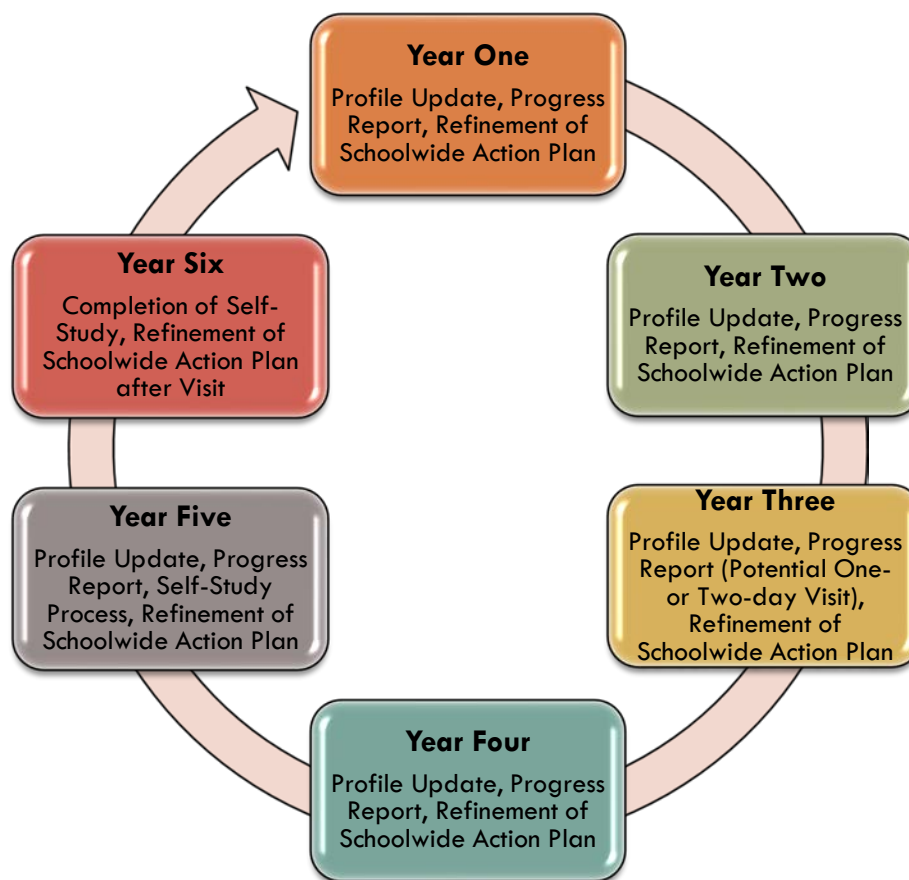 Year One
Profile Update, Progress
Report, Refinement of
Schoolwide Action Plan
Year Two
Profile Update, Progress
Report, Refinement of
Schoolwide Action Plan
Year Three
Profile Update, Progress
Report (Potential One-
or Two-day Visit),
Refinement of
Schoolwide Action Plan
Year Four
Profile Update, Progress
Report, Refinement of
Schoolwide Action Plan
Year Five
Profile Update, Progress
Report, Self-Study
Process, Refinement of
Schoolwide Action Plan
Year Six
Completion of Self-
Study, Refinement of
Schoolwide Action Plan
after Visit